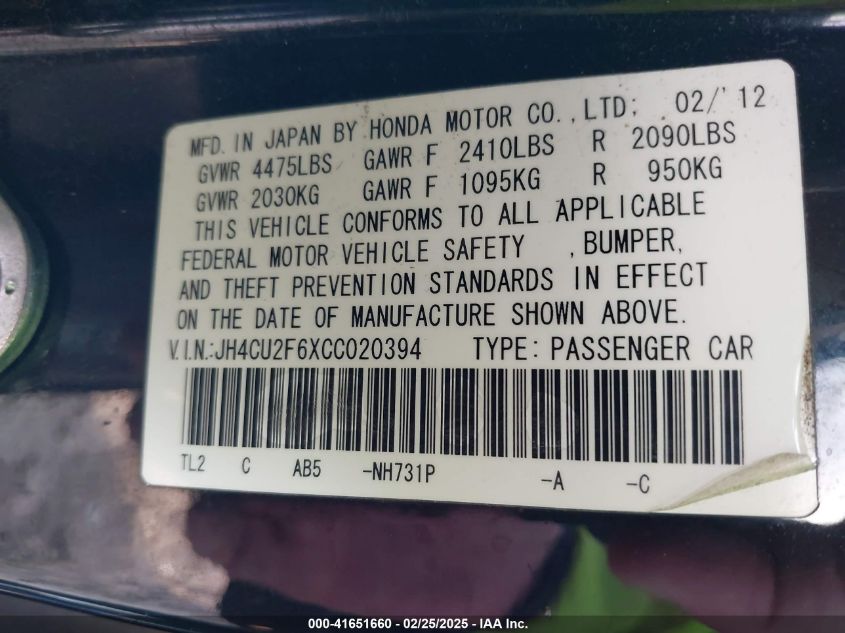 MFD. IN JAPAN BY HONDA MOTOR CO.,LTD; 02/'12
GVWR 4475LBS GAWR F 2410LBS R 2090LBS
GVWR 2030KG GAWR F 1095KG R 950KG
THIS VEHICLE CONFORMS TO ALL APPLICABLE
FEDERAL MOTOR VEHICLE SAFETY ,BUMPER,
AND THEFT PREVENTION STANDARDS IN EFFECT
ON THE DATE OF MANUFACTURE SHOWN ABOVE.
V.I.N.:JH4CU2F6XCC020394 TYPE: PASSENGER CAR
TL2 C AB5 -NH731P -A -C
000-41651660 - 02/25/2025 - copart.com